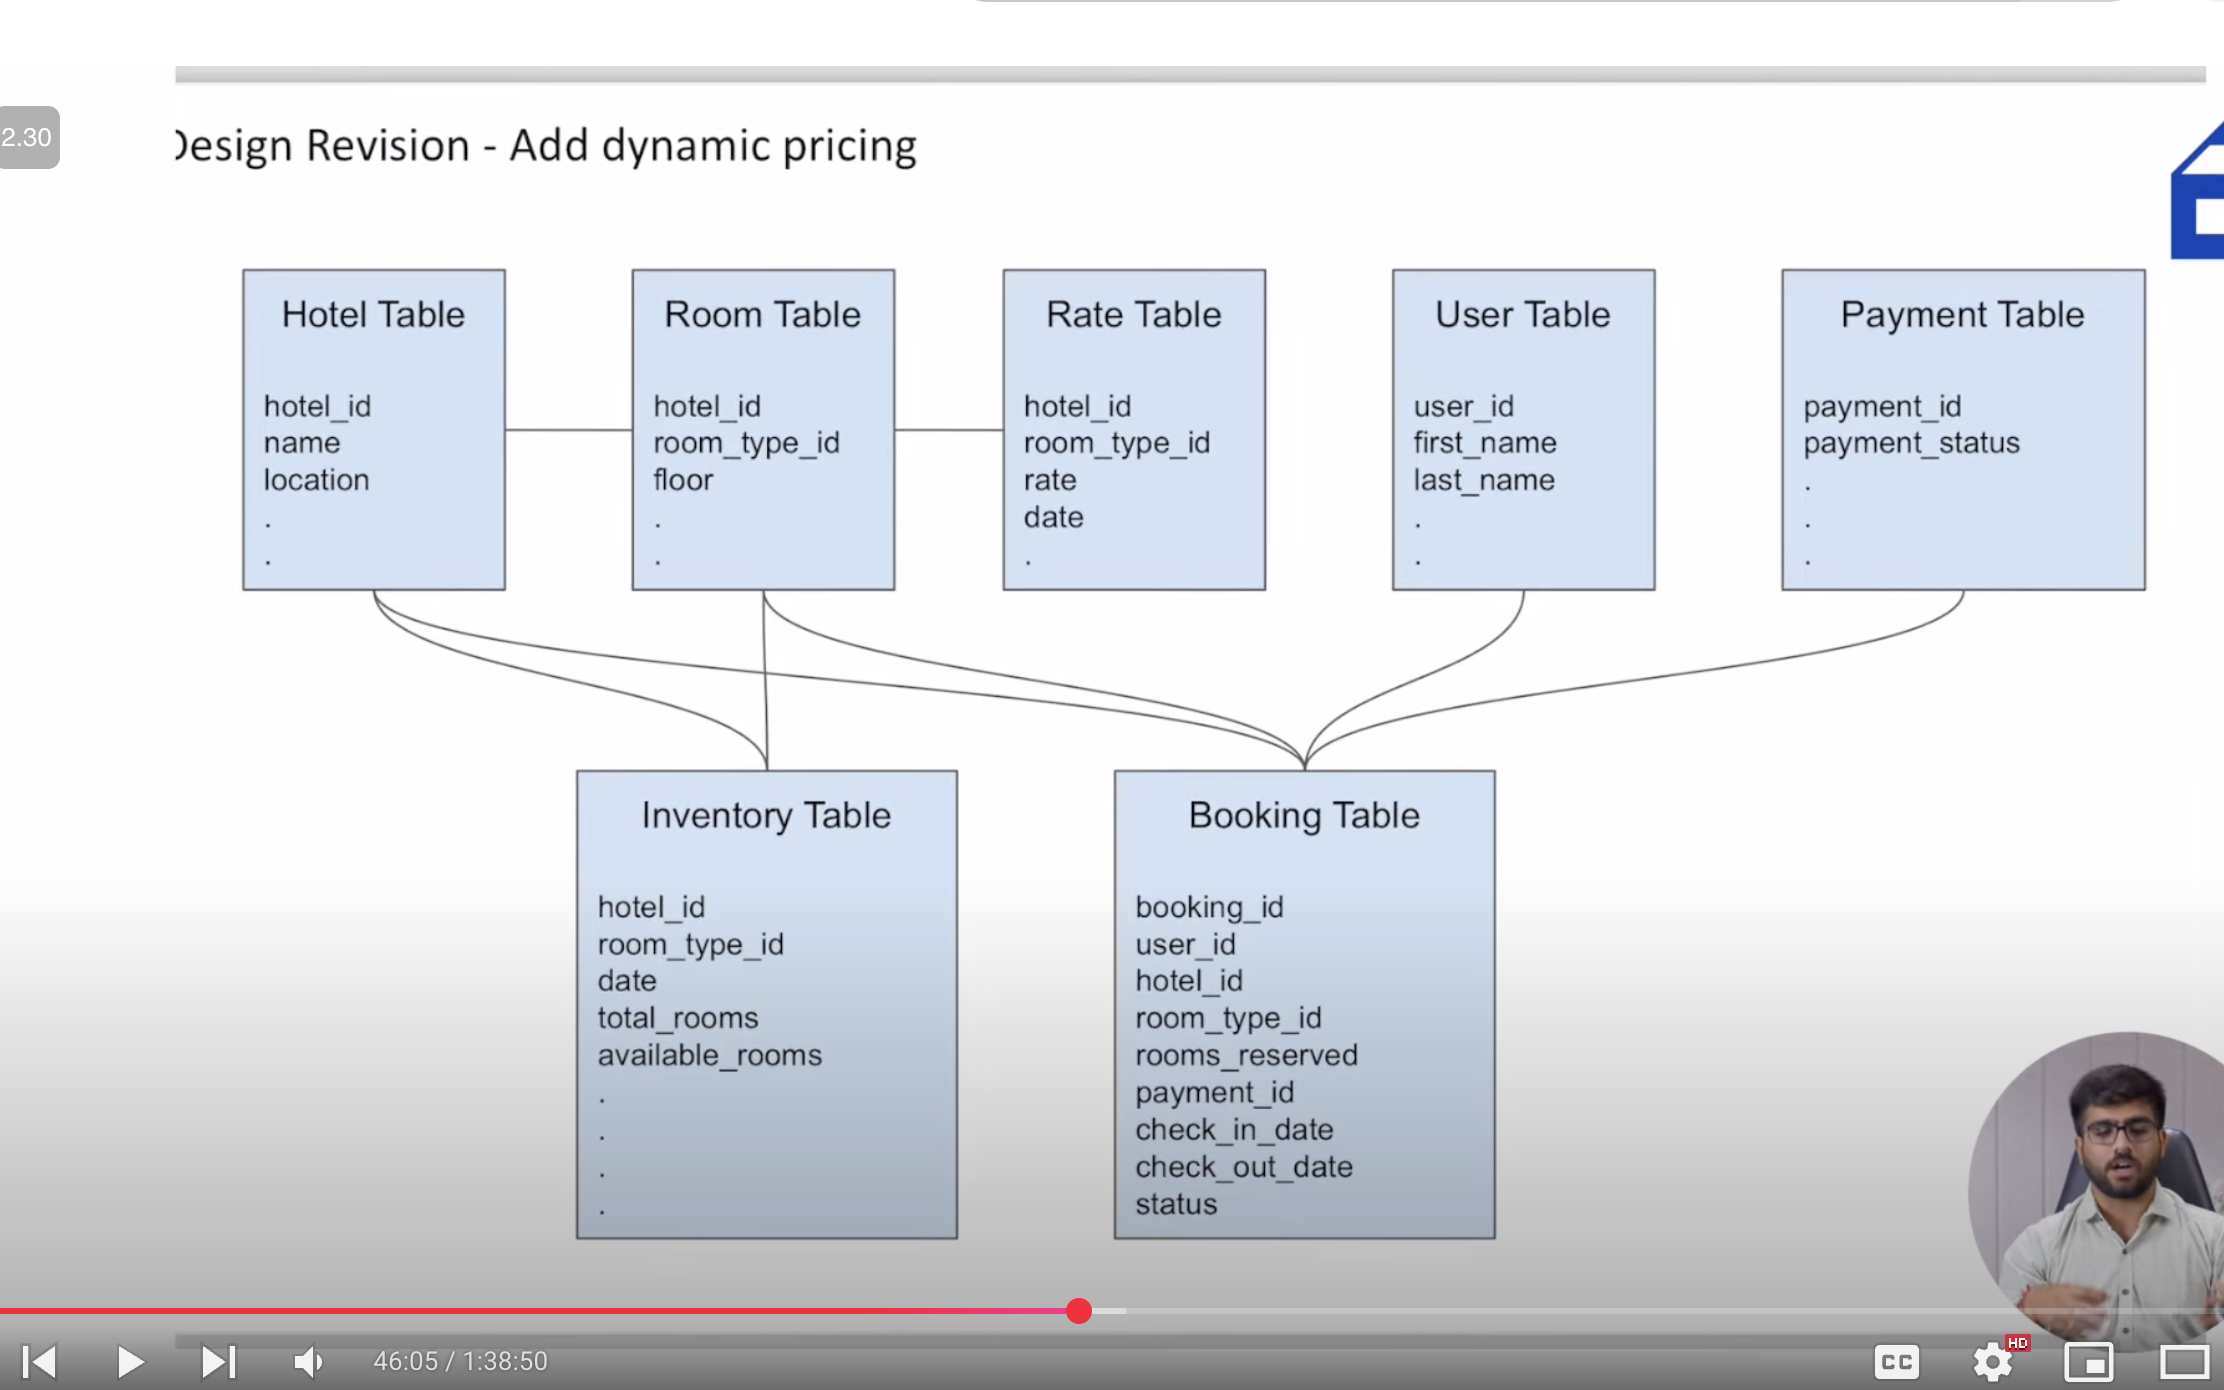 2.30
Design Revision - Add dynamic pricing
Hotel Table
hotel_id
name
location
.
.
Room Table
hotel_id
room_type_id
floor
.
.
Rate Table
hotel_id
room_type_id
rate
date
.
User Table
user_id
first_name
last_name
.
.
Payment Table
payment_id
payment_status
.
.
.
Inventory Table
hotel_id
room_type_id
date
total_rooms
available_rooms
.
.
.
.
Booking Table
booking_id
user_id
hotel_id
room_type_id
rooms_reserved
payment_id
check_in_date
check_out_date
status
46:05 / 1:38:50
CC
HD